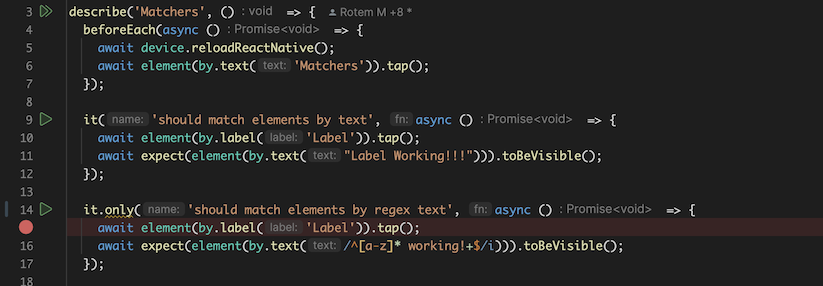 3 describe('Matchers', () : void => { Rotem M +8 *
4 beforeEach(async () : Promise<void> => {
5 await device.reloadReactNative();
6 await element(by.text( text: 'Matchers')).tap();
7 });
8
9 it( name: 'should match elements by text', fn: async () : Promise<void> => {
10 await element(by.label( label: 'Label')).tap();
11 await expect(element(by.text( text: "Label Working!!!"))).toBeVisible();
12 });
13
14 it.only( name: 'should match elements by regex text', fn: async () : Promise<void> => {
await element(by.label( label: 'Label')).tap();
16 await expect(element(by.text( text: /^[a-z]* working!+$/i))).toBeVisible();
17 });
18